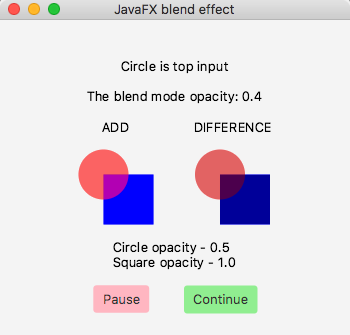 JavaFX blend effect
Circle is top input
The blend mode opacity: 0.4
ADD DIFFERENCE
Circle opacity - 0.5
Square opacity - 1.0
Pause Continue